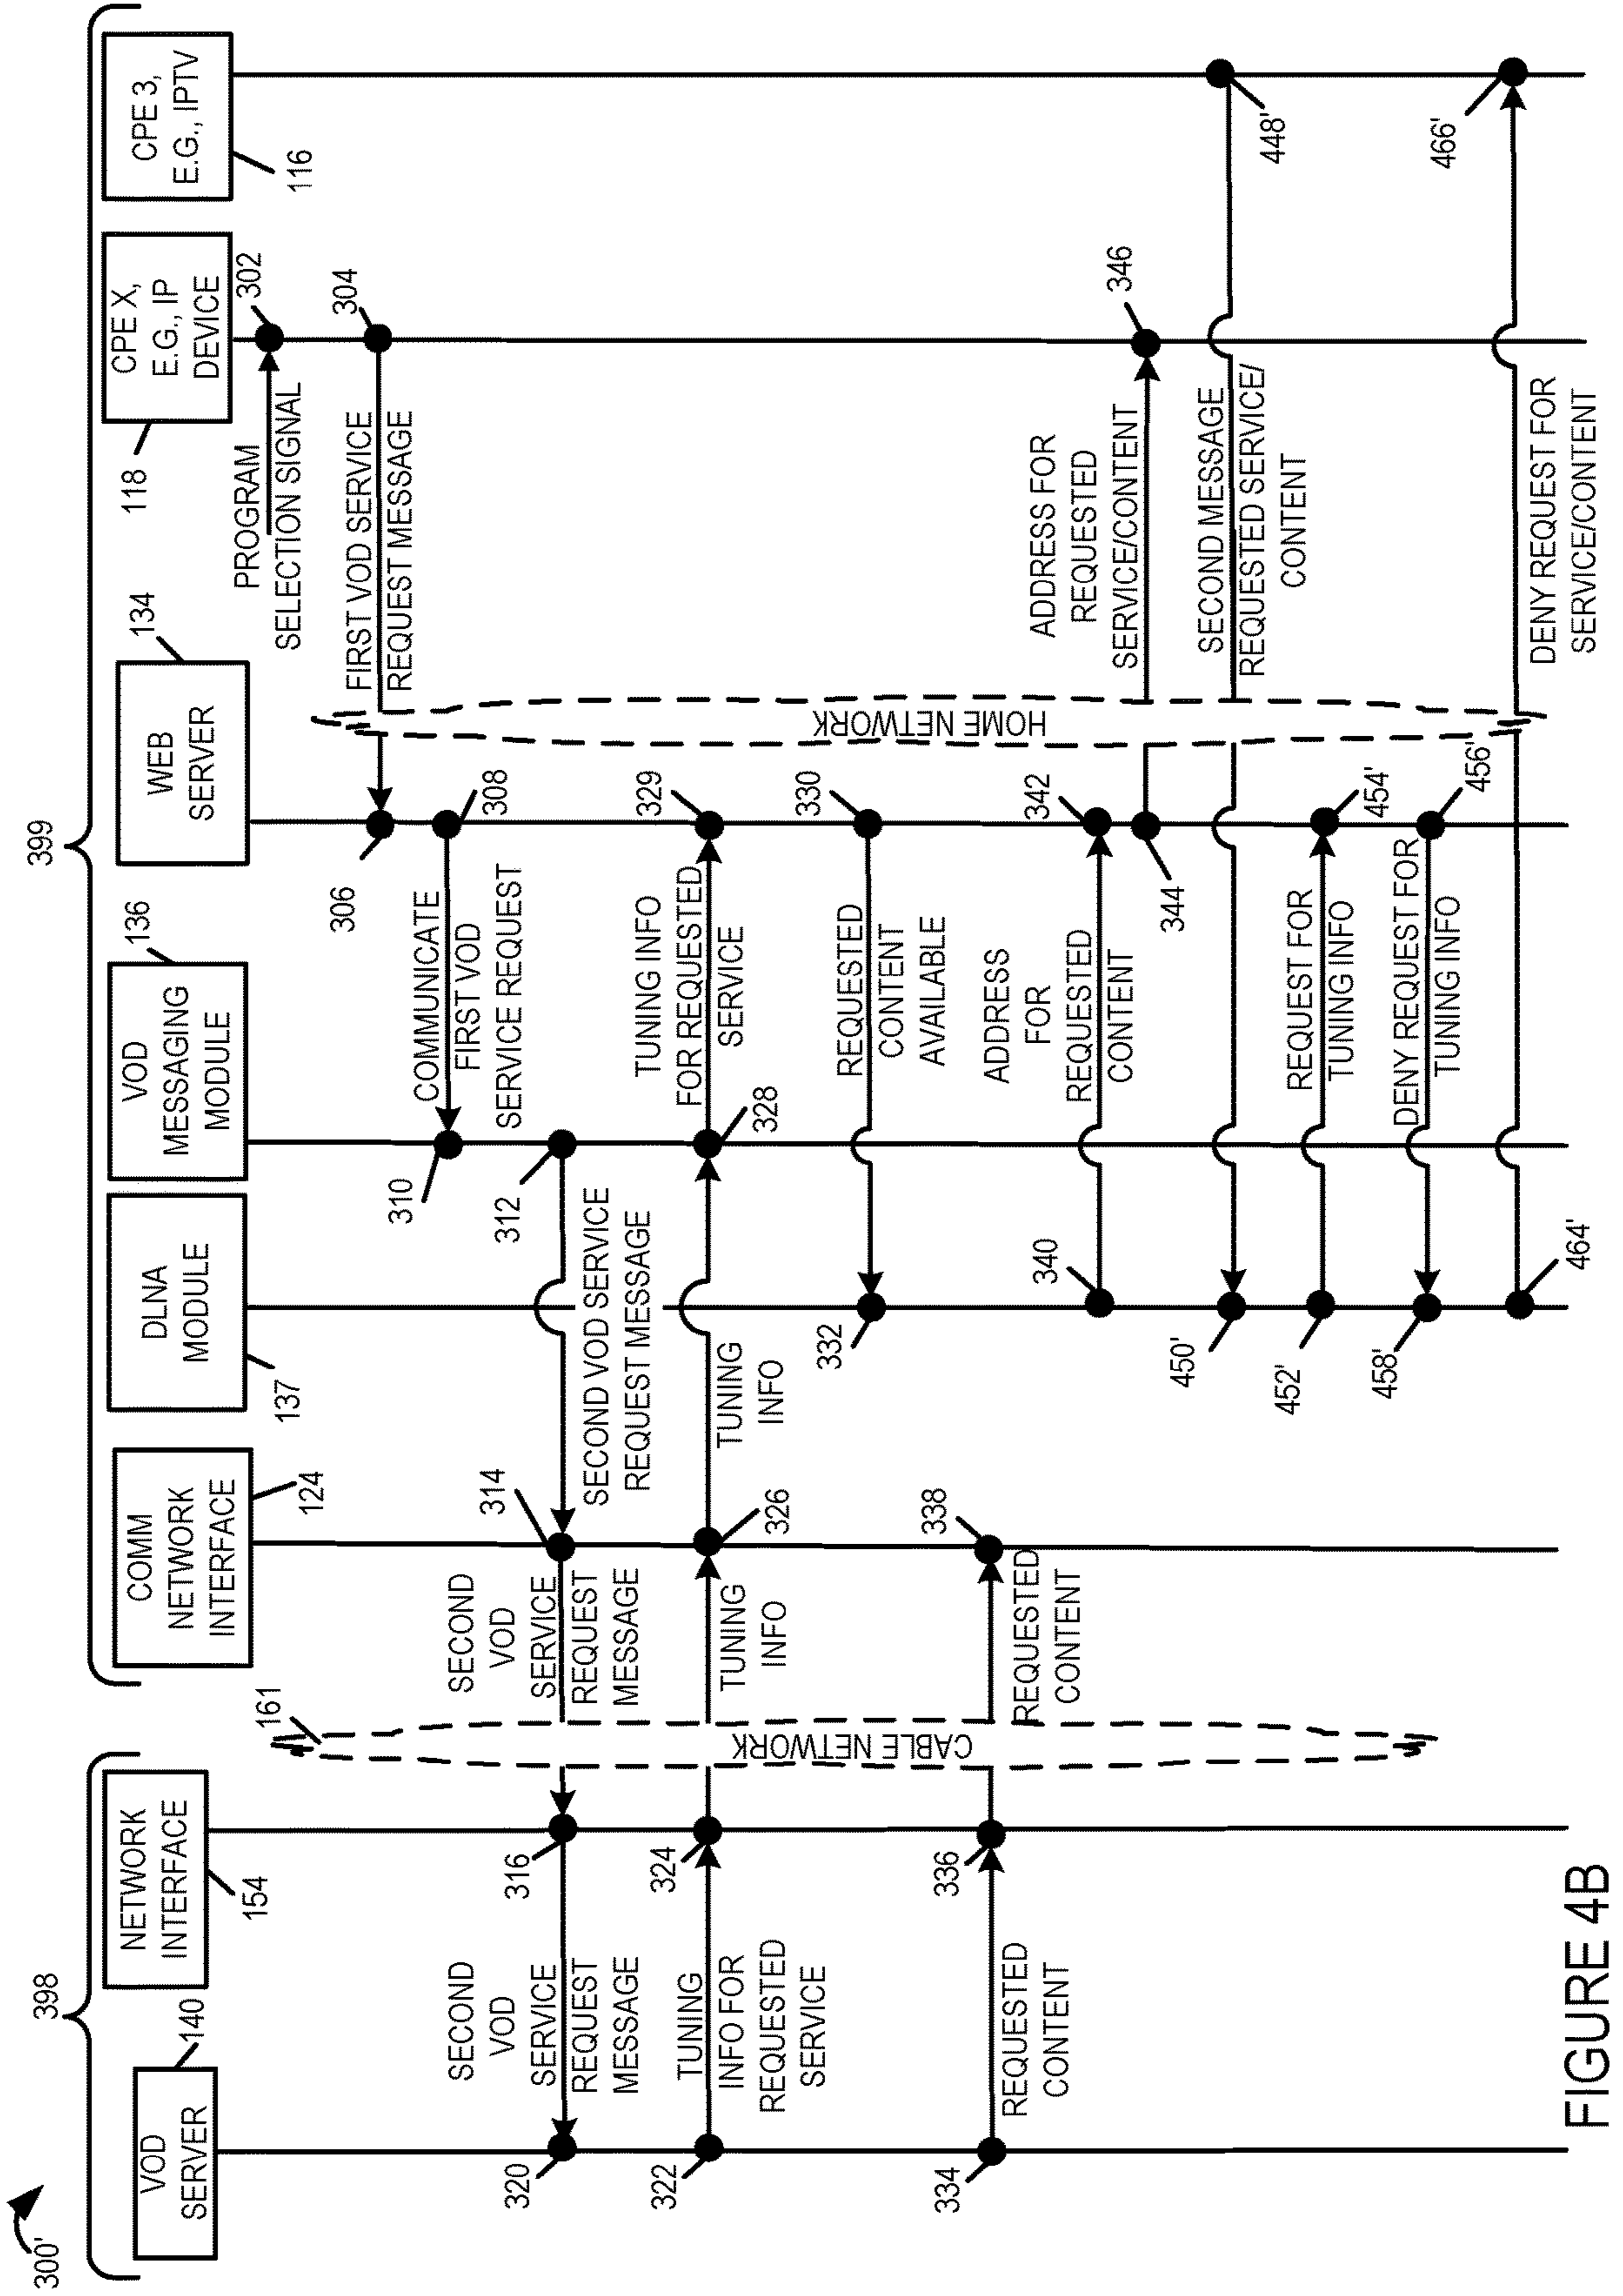 300'
398
399
VOD
SERVER
140
NETWORK
INTERFACE
154
161
COMM
NETWORK
INTERFACE
124
DLNA
MODULE
137
VOD
MESSAGING
MODULE
136
WEB
SERVER
134
CPE X,
E.G., IP
DEVICE
118
CPE 3,
E.G., IPTV
116
302
PROGRAM
SELECTION SIGNAL
304
FIRST VOD SERVICE
REQUEST MESSAGE
306
308
COMMUNICATE
FIRST VOD
SERVICE REQUEST
310
312
SECOND VOD SERVICE
REQUEST MESSAGE
314
SECOND
VOD
SERVICE
REQUEST
MESSAGE
316
SECOND
VOD
SERVICE
REQUEST
MESSAGE
320
322
TUNING
INFO FOR
REQUESTED
SERVICE
324
TUNING
INFO
326
TUNING
INFO
328
TUNING INFO
FOR REQUESTED
SERVICE
329
330
REQUESTED
CONTENT
AVAILABLE
332
334
REQUESTED
CONTENT
336
REQUESTED
CONTENT
338
340
ADDRESS
FOR
REQUESTED
CONTENT
342
344
ADDRESS FOR
REQUESTED
SERVICE/CONTENT
346
448'
SECOND MESSAGE
REQUESTED SERVICE/
CONTENT
450'
452'
REQUEST FOR
TUNING INFO
454'
456'
DENY REQUEST FOR
TUNING INFO
458'
464'
DENY REQUEST FOR
SERVICE/CONTENT
466'
CABLE NETWORK
HOME NETWORK
FIGURE 4B